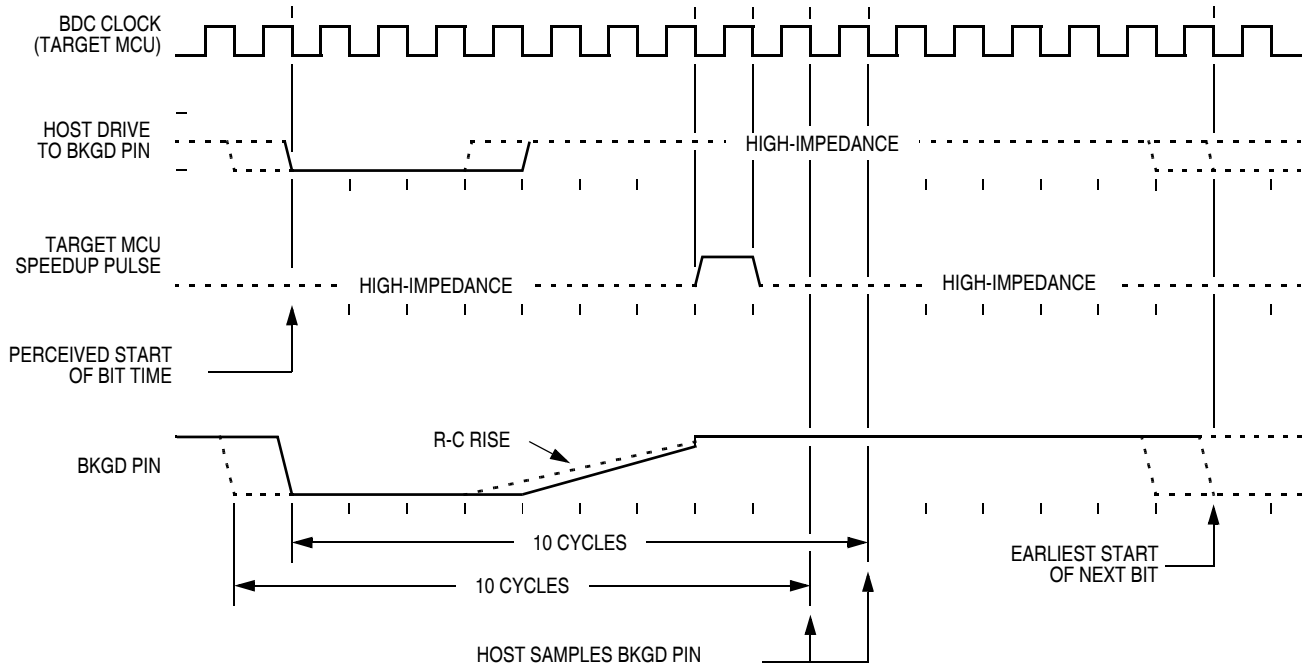 BDC CLOCK
(TARGET MCU)
HOST DRIVE
TO BKGD PIN
HIGH-IMPEDANCE
TARGET MCU
SPEEDUP PULSE
HIGH-IMPEDANCE
HIGH-IMPEDANCE
PERCEIVED START
OF BIT TIME
R-C RISE
BKGD PIN
10 CYCLES
EARLIEST START
OF NEXT BIT
10 CYCLES
HOST SAMPLES BKGD PIN